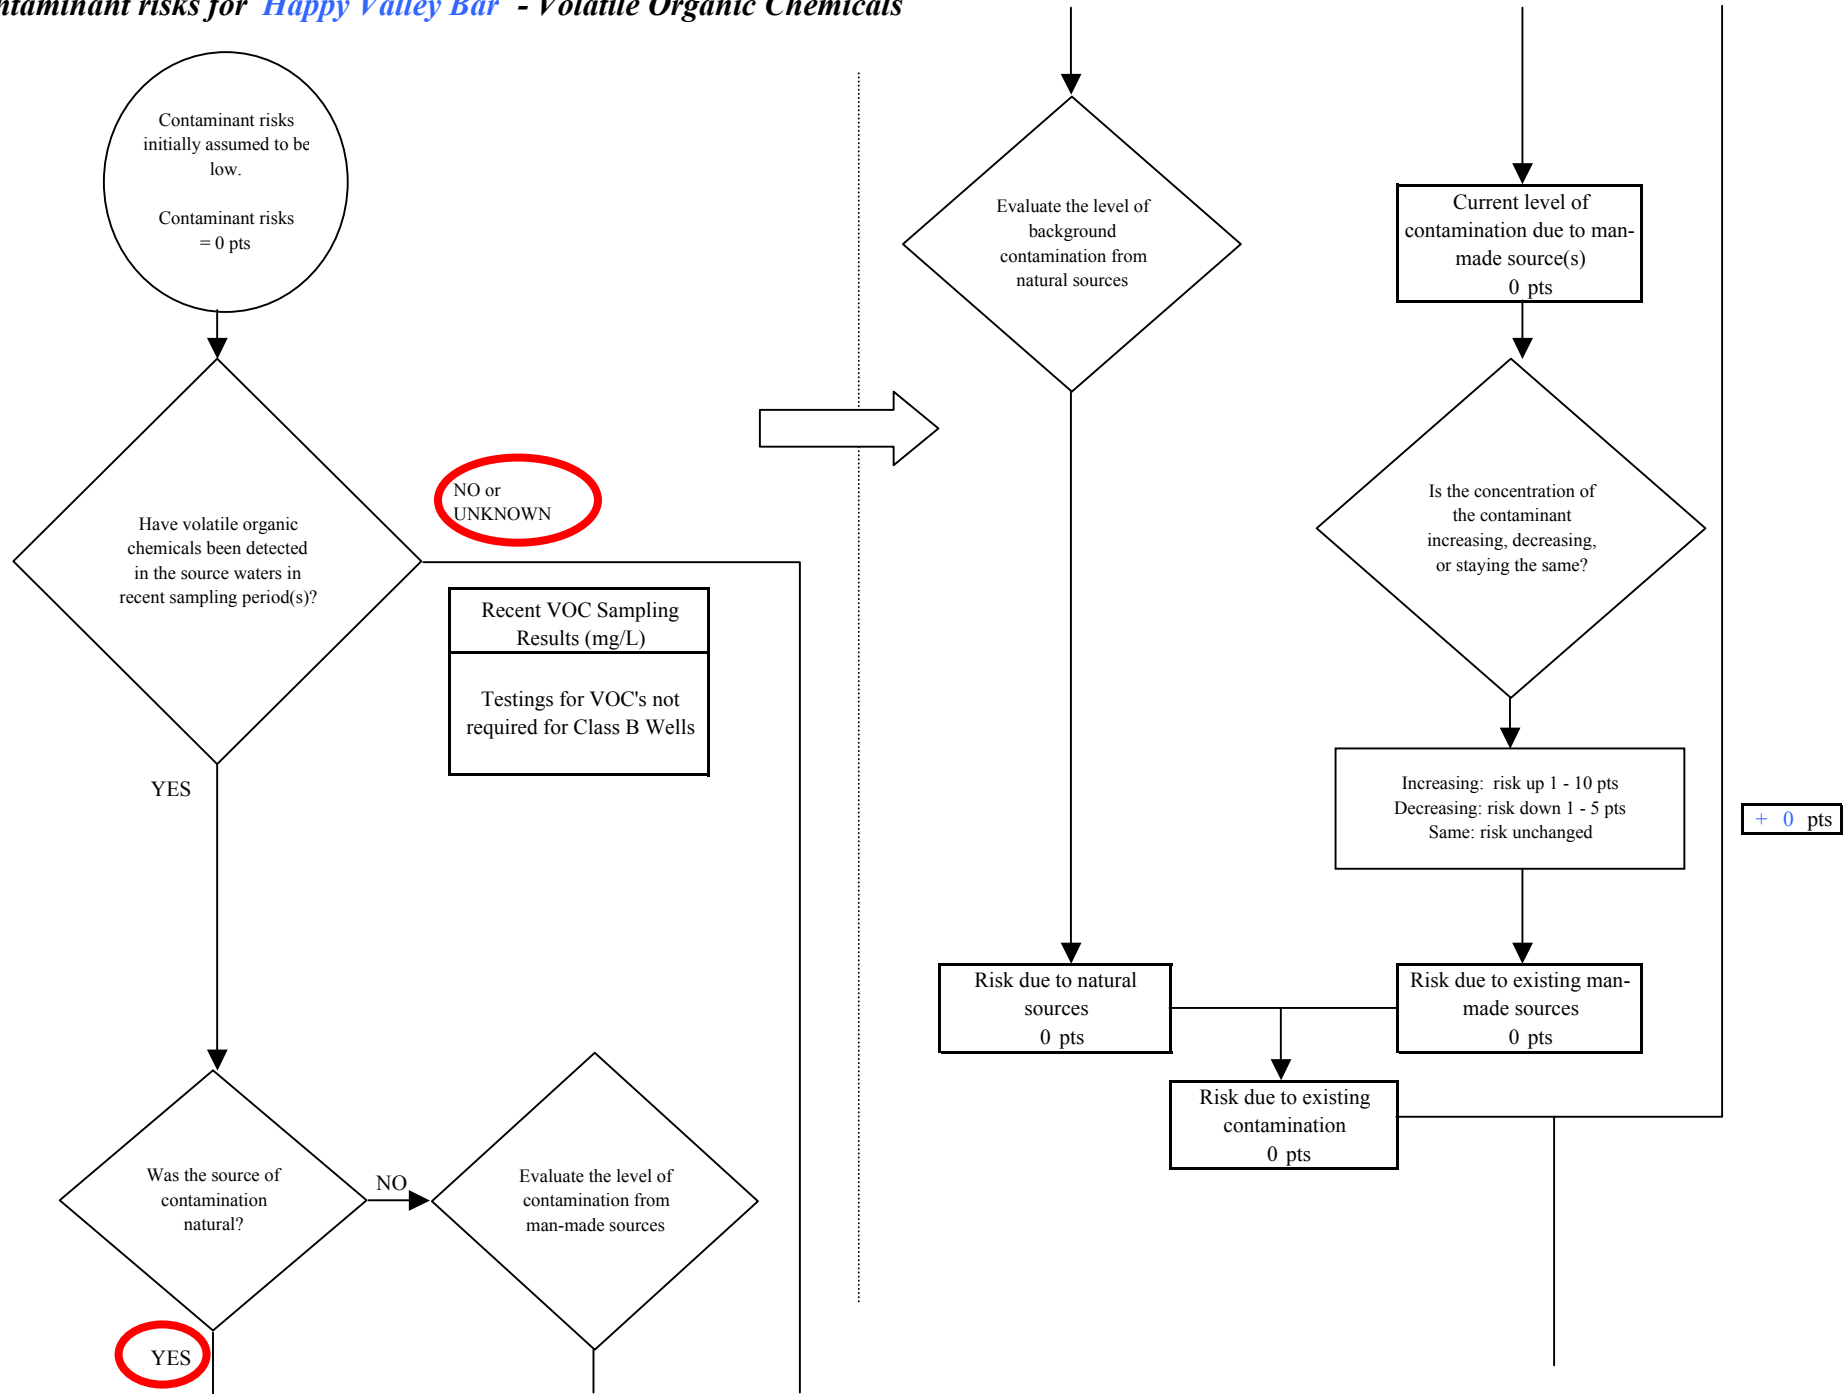 ntaminant risks for Happy Valley Bar - Volatile Organic Chemicals
Contaminant risks
initially assumed to be
low.
Contaminant risks
= 0 pts
Have volatile organic
chemicals been detected
in the source waters in
recent sampling period(s)?
NO or
UNKNOWN
Recent VOC Sampling
Results (mg/L)
Testings for VOC's not
required for Class B Wells
YES
Was the source of
contamination
natural?
NO
Evaluate the level of
contamination from
man-made sources
YES
Evaluate the level of
background
contamination from
natural sources
Current level of
contamination due to man-
made source(s)
0 pts
Is the concentration of
the contaminant
increasing, decreasing,
or staying the same?
Increasing: risk up 1 - 10 pts
Decreasing: risk down 1 - 5 pts
Same: risk unchanged
+ 0 pts
Risk due to natural
sources
0 pts
Risk due to existing man-
made sources
0 pts
Risk due to existing
contamination
0 pts